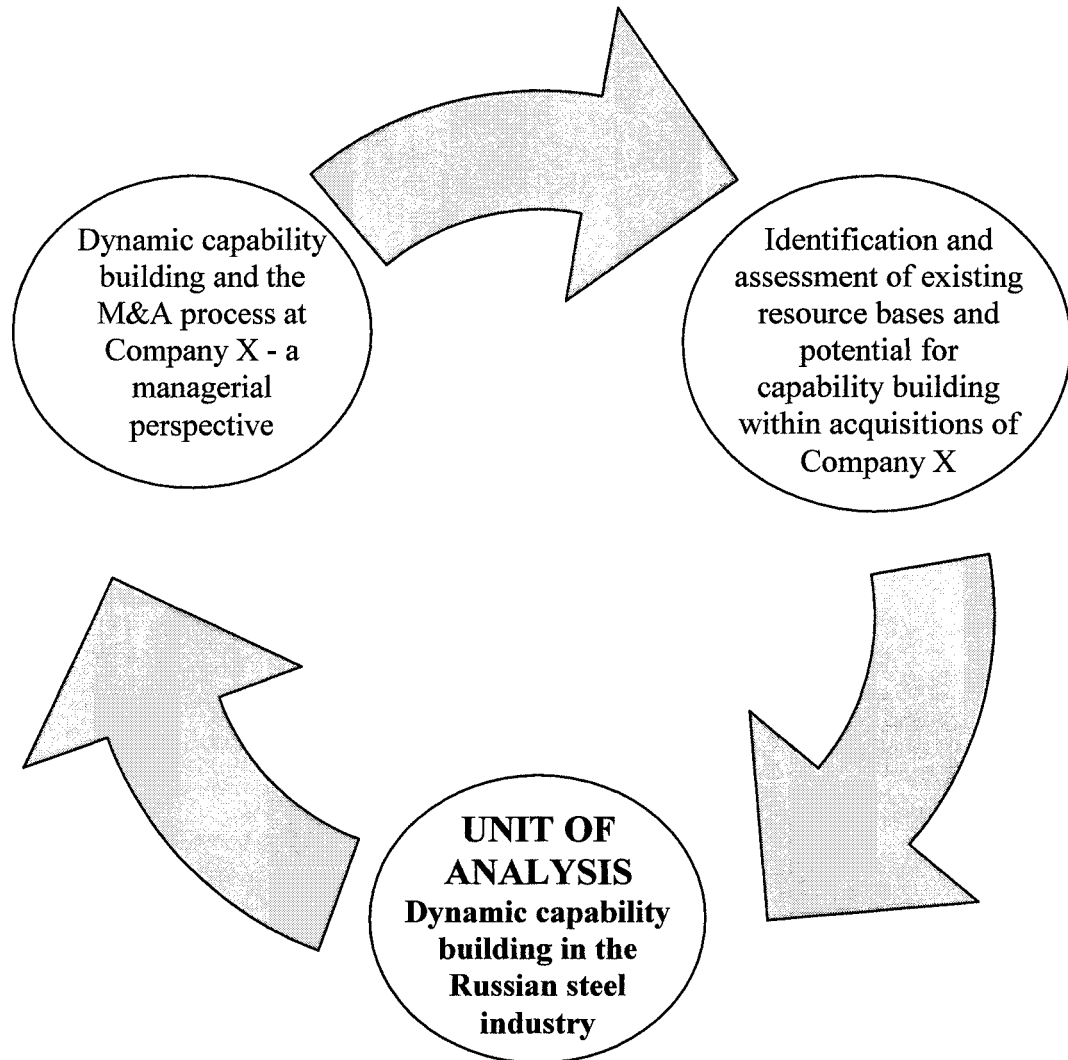 Dynamic capability
building and the
M&A process at
Company X - a
managerial
perspective
Identification and
assessment of existing
resource bases and
potential for
capability building
within acquisitions of
Company X
UNIT OF
ANALYSIS
Dynamic capability
building in the
Russian steel
industry